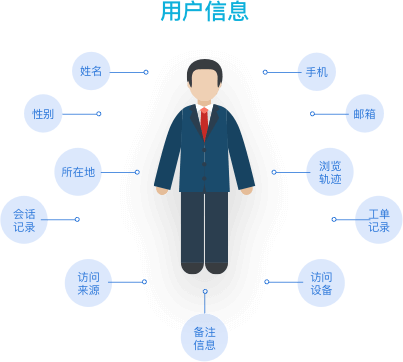 用户信息
姓名
手机
性别
邮箱
所在地
浏览
轨迹
会话
记录
工单
记录
访问
来源
访问
设备
备注
信息